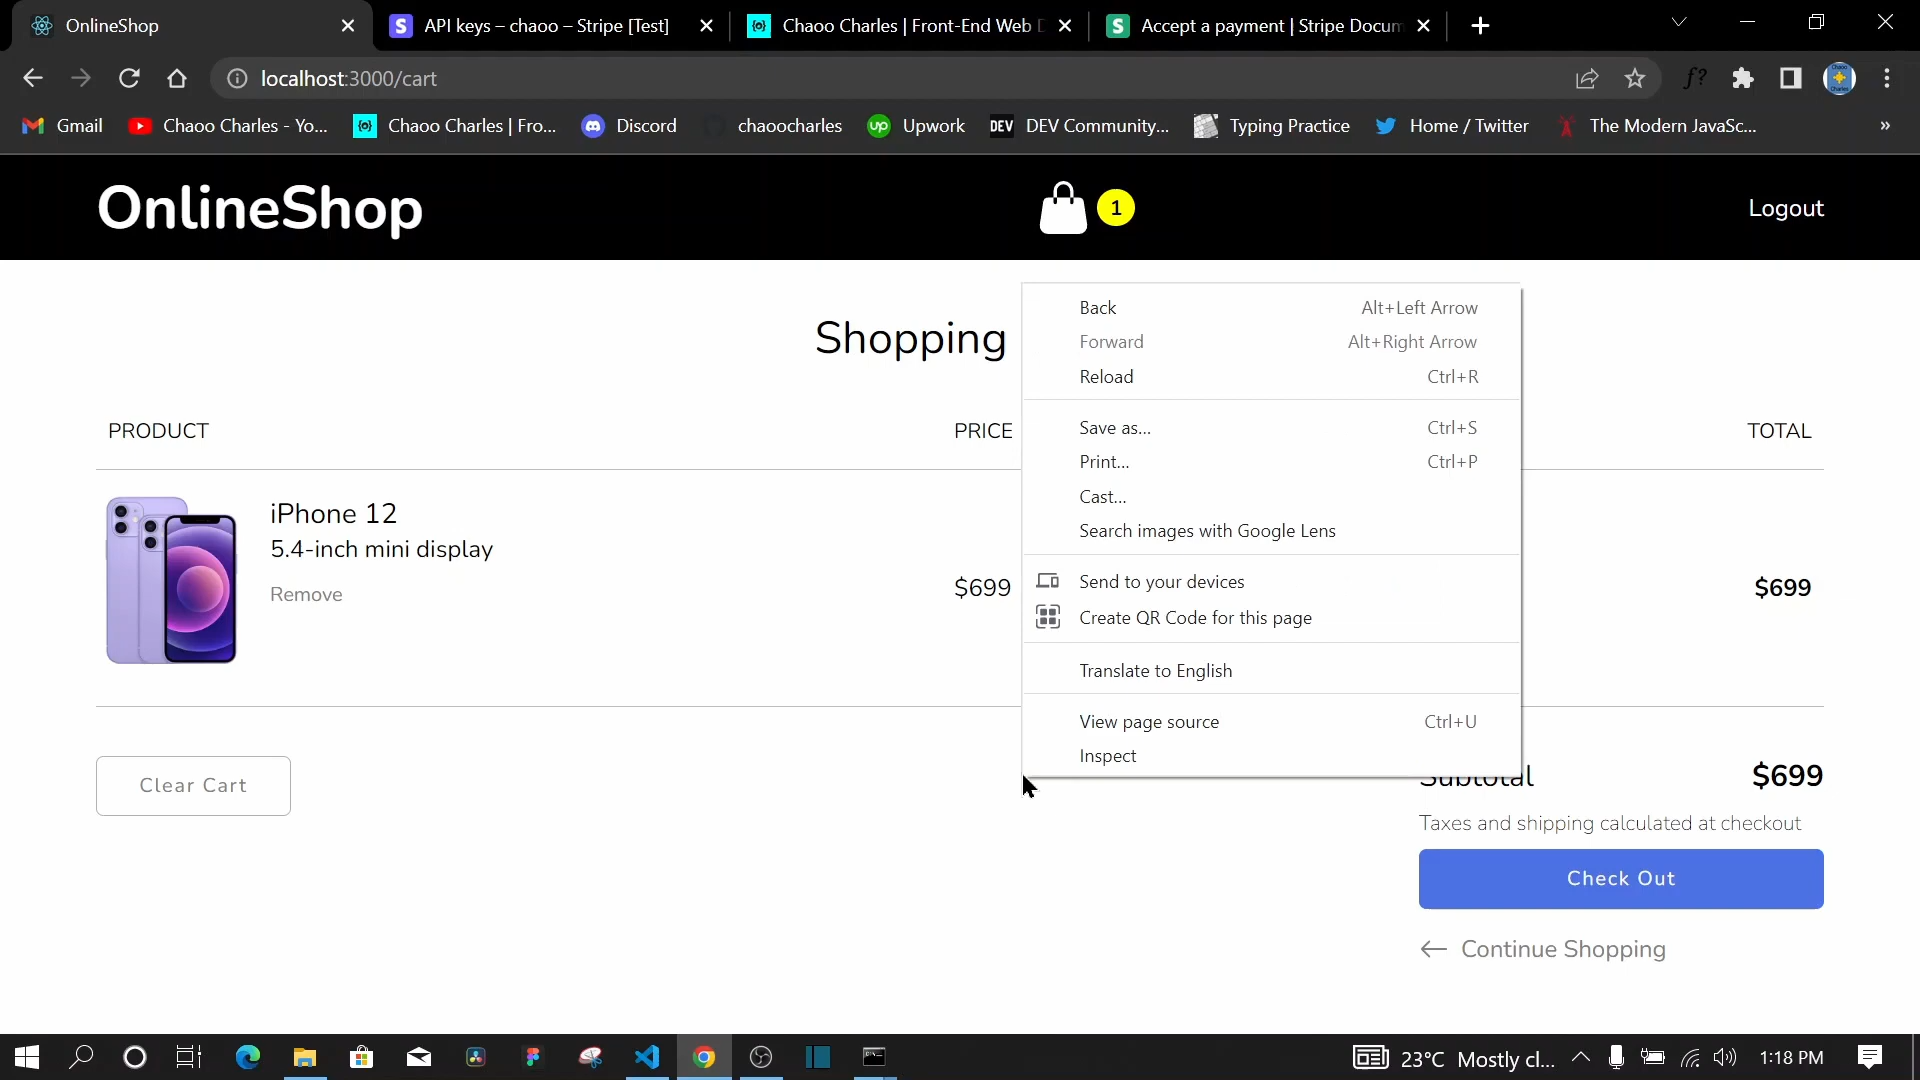 OnlineShop
API keys – chaoo – Stripe [Test]
Chaoo Charles | Front-End Web
Accept a payment | Stripe Docum
localhost:3000/cart
Gmail
Chaoo Charles - Yo...
Chaoo Charles | Fro...
Discord
chaoocharles
Upwork
DEV Community...
Typing Practice
Home / Twitter
The Modern JavaSc...
»
OnlineShop
1
Logout
Shopping
PRODUCT
PRICE
TOTAL
iPhone 12
5.4-inch mini display
Remove
$699
$699
Back Alt+Left Arrow
Forward Alt+Right Arrow
Reload Ctrl+R
Save as... Ctrl+S
Print... Ctrl+P
Cast...
Search images with Google Lens
Send to your devices
Create QR Code for this page
Translate to English
View page source Ctrl+U
Inspect
Clear Cart
Subtotal $699
Taxes and shipping calculated at checkout
Check Out
Continue Shopping
23°C Mostly cl...
1:18 PM